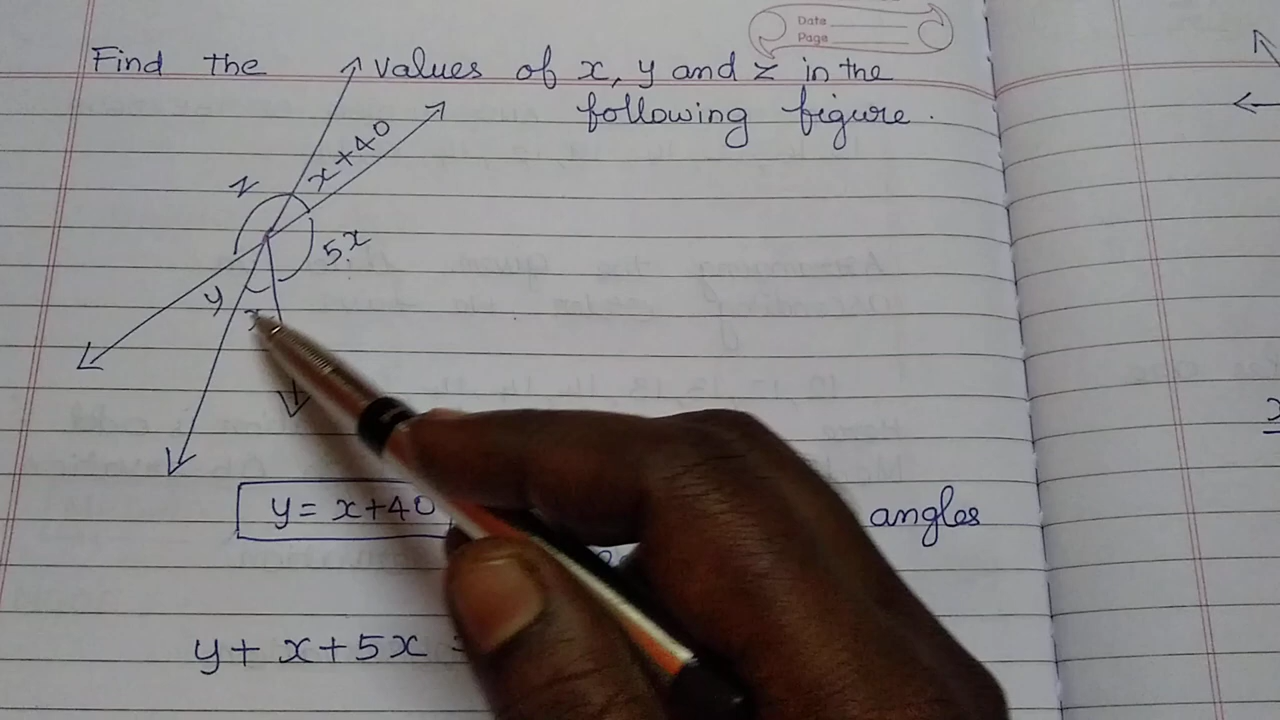 Date
Page
Find the values of x, y and z in the
following figure.
x+40
z
5x
y
x
y = x+40
angles
y + x + 5x =